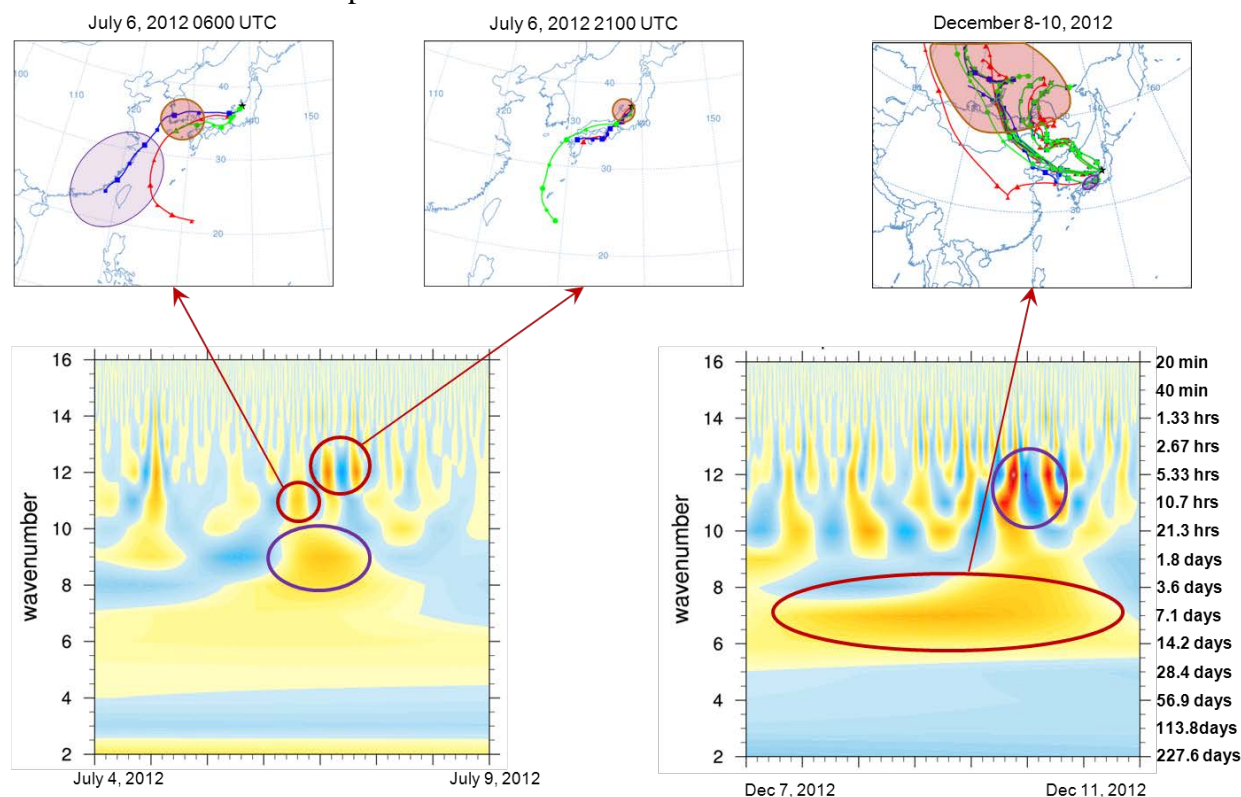 July 6, 2012 0600 UTC
July 6, 2012 2100 UTC
December 8-10, 2012
100
110
120
130
140
150
40
30
20
40
150
30
20
160
160
140
150
40
30
16
14
12
10
8
6
4
2
wavenumber
July 4, 2012
July 9, 2012
16
14
12
10
8
6
4
2
wavenumber
20 min
40 min
1.33 hrs
2.67 hrs
5.33 hrs
10.7 hrs
21.3 hrs
1.8 days
3.6 days
7.1 days
14.2 days
28.4 days
56.9 days
113.8days
227.6 days
Dec 7, 2012
Dec 11, 2012